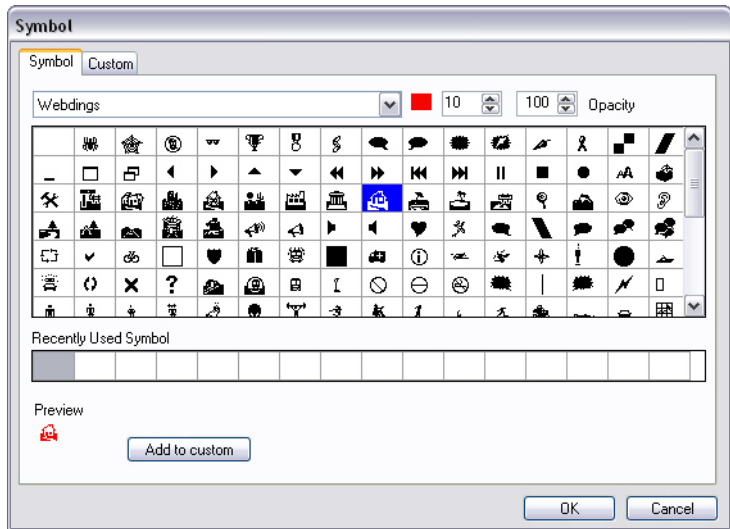 Symbol
Symbol Custom
Webdings 10 100 Opacity
Recently Used Symbol
Preview
Add to custom
OK Cancel